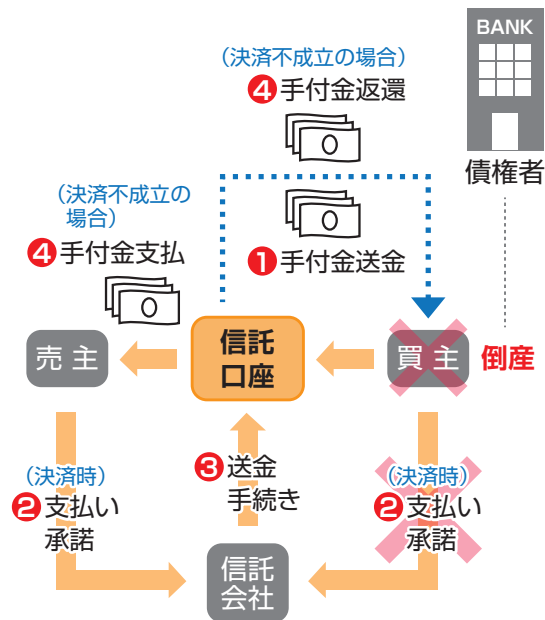 BANK
債権者
（決済不成立の場合）
❹手付金返還
（決済不成立の
場合）
❹手付金支払
❶手付金送金
売主
信託
口座
買主
倒産
（決済時）
❷支払い
承諾
❸送金
手続き
（決済時）
❷支払い
承諾
信託
会社